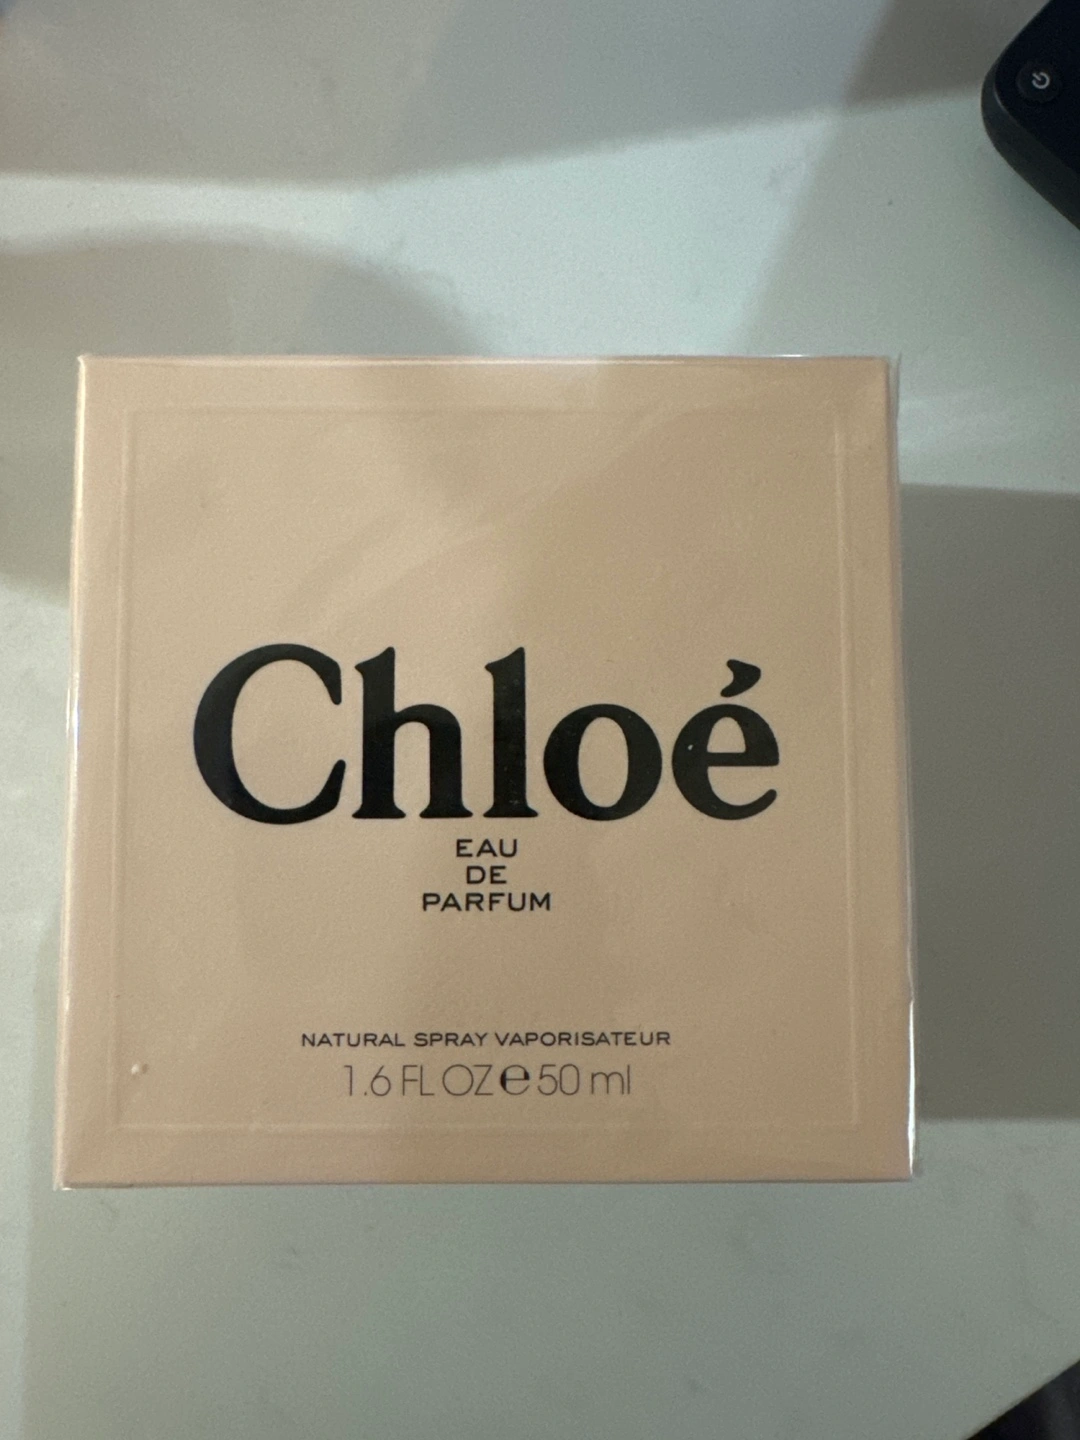 Chloé
EAU
DE
PARFUM
NATURAL SPRAY VAPORISATEUR
1.6 FL OZ e 50 ml